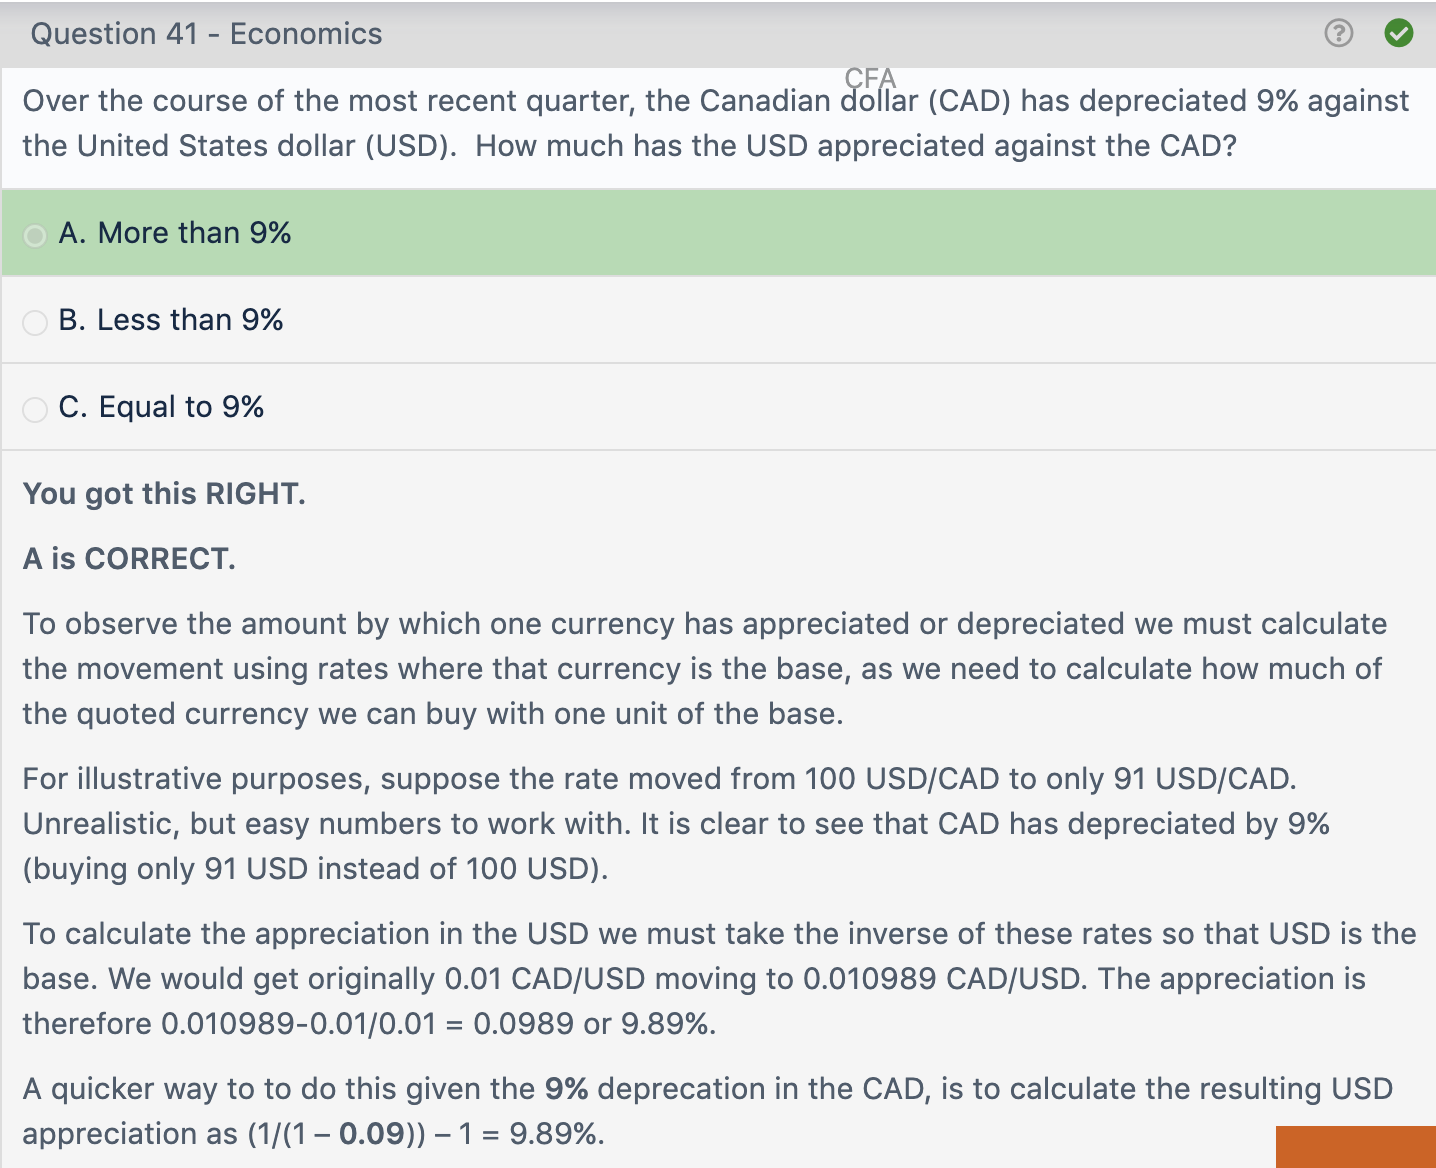 Question 41 - Economics
?
CFA
Over the course of the most recent quarter, the Canadian dollar (CAD) has depreciated 9% against
the United States dollar (USD).  How much has the USD appreciated against the CAD?
A. More than 9%
B. Less than 9%
C. Equal to 9%
You got this RIGHT.
A is CORRECT.
To observe the amount by which one currency has appreciated or depreciated we must calculate
the movement using rates where that currency is the base, as we need to calculate how much of
the quoted currency we can buy with one unit of the base.
For illustrative purposes, suppose the rate moved from 100 USD/CAD to only 91 USD/CAD.
Unrealistic, but easy numbers to work with. It is clear to see that CAD has depreciated by 9%
(buying only 91 USD instead of 100 USD).
To calculate the appreciation in the USD we must take the inverse of these rates so that USD is the
base. We would get originally 0.01 CAD/USD moving to 0.010989 CAD/USD. The appreciation is
therefore 0.010989-0.01/0.01 = 0.0989 or 9.89%.
A quicker way to to do this given the 9% deprecation in the CAD, is to calculate the resulting USD
appreciation as (1/(1 – 0.09)) – 1 = 9.89%.